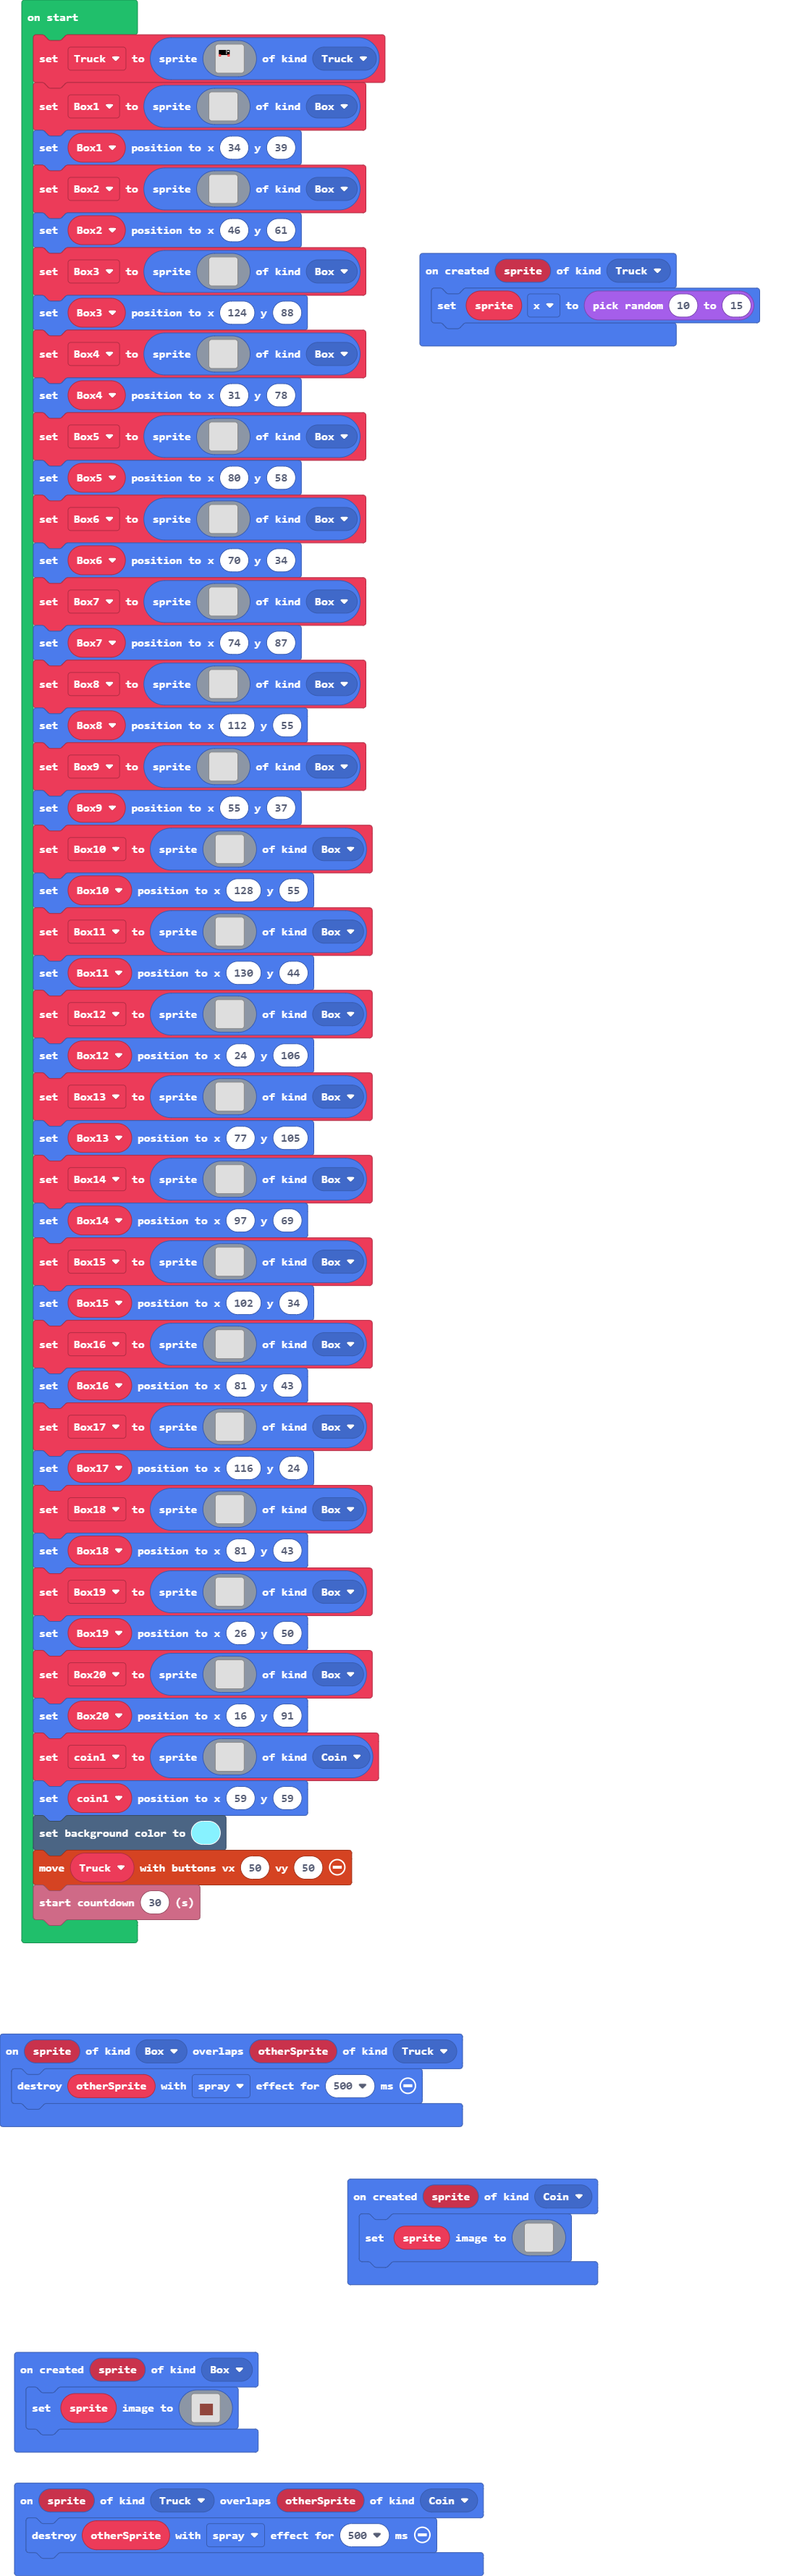 on start
set Truck to sprite of kind Truck
set Box1 to sprite of kind Box
set Box1 position to x 34 y 39
set Box2 to sprite of kind Box
set Box2 position to x 46 y 61
on created sprite of kind Truck
set Box3 to sprite of kind Box
set sprite x to pick random 10 to 15
set Box3 position to x 124 y 88
set Box4 to sprite of kind Box
set Box4 position to x 31 y 78
set Box5 to sprite of kind Box
set Box5 position to x 80 y 58
set Box6 to sprite of kind Box
set Box6 position to x 70 y 34
set Box7 to sprite of kind Box
set Box7 position to x 74 y 87
set Box8 to sprite of kind Box
set Box8 position to x 112 y 55
set Box9 to sprite of kind Box
set Box9 position to x 55 y 37
set Box10 to sprite of kind Box
set Box10 position to x 128 y 55
set Box11 to sprite of kind Box
set Box11 position to x 130 y 44
set Box12 to sprite of kind Box
set Box12 position to x 24 y 106
set Box13 to sprite of kind Box
set Box13 position to x 77 y 105
set Box14 to sprite of kind Box
set Box14 position to x 97 y 69
set Box15 to sprite of kind Box
set Box15 position to x 102 y 34
set Box16 to sprite of kind Box
set Box16 position to x 81 y 43
set Box17 to sprite of kind Box
set Box17 position to x 116 y 24
set Box18 to sprite of kind Box
set Box18 position to x 81 y 43
set Box19 to sprite of kind Box
set Box19 position to x 26 y 50
set Box20 to sprite of kind Box
set Box20 position to x 16 y 91
set coin1 to sprite of kind Coin
set coin1 position to x 59 y 59
set background color to
move Truck with buttons vx 50 vy 50
start countdown 30 (s)
on sprite of kind Box overlaps otherSprite of kind Truck
destroy otherSprite with spray effect for 500 ms
on created sprite of kind Coin
set sprite image to
on created sprite of kind Box
set sprite image to
on sprite of kind Truck overlaps otherSprite of kind Coin
destroy otherSprite with spray effect for 500 ms